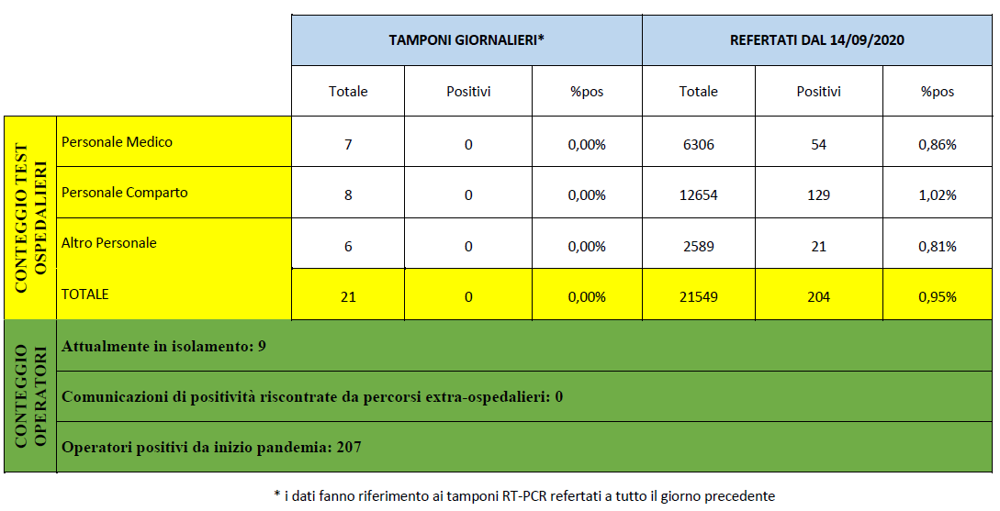 TAMPONI GIORNALIERI* REFERTATI DAL 14/09/2020
Totale Positivi %pos Totale Positivi %pos
CONTEGGIO TEST OSPEDALIERI
Personale Medico 7 0 0,00% 6306 54 0,86%
Personale Comparto 8 0 0,00% 12654 129 1,02%
Altro Personale 6 0 0,00% 2589 21 0,81%
TOTALE 21 0 0,00% 21549 204 0,95%
CONTEGGIO OPERATORI
Attualmente in isolamento: 9
Comunicazioni di positività riscontrate da percorsi extra-ospedalieri: 0
Operatori positivi da inizio pandemia: 207
* i dati fanno riferimento ai tamponi RT-PCR refertati a tutto il giorno precedente